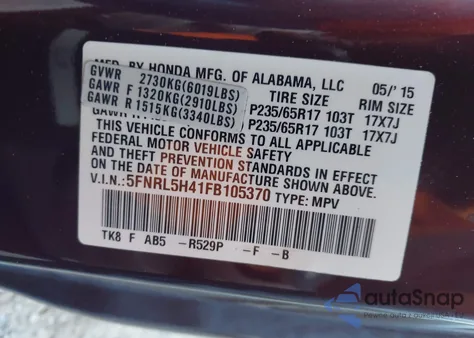 MFD. BY HONDA MFG. OF ALABAMA, LLC 05/'15
GVWR 2730KG(6019LBS) TIRE SIZE RIM SIZE
GAWR F 1320KG(2910LBS) P235/65R17 103T 17X7J
GAWR R 1515KG(3340LBS) P235/65R17 103T 17X7J
THIS VEHICLE CONFORMS TO ALL APPLICABLE
FEDERAL MOTOR VEHICLE SAFETY
AND THEFT PREVENTION STANDARDS IN EFFECT ON
THE DATE OF MANUFACTURE SHOWN ABOVE.
V.I.N.:5FNRL5H41FB105370 TYPE: MPV
TK8 F AB5 -R529P -F -B
autoSnap